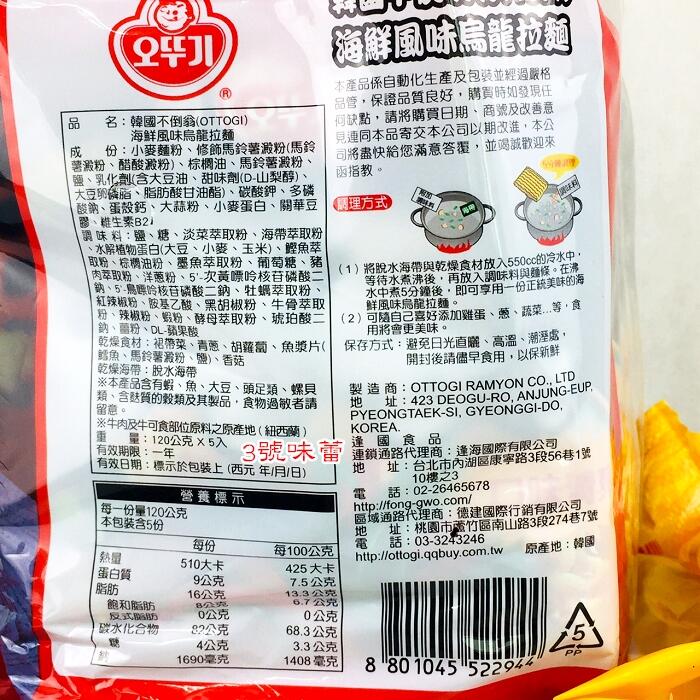 오뚜기
®
海鮮風味烏龍拉麵
本產品係自動化生產及包裝並經過嚴格
品管，保證品質良好，購買時如發現任
何缺點，請將購買日期、商號及改善意
見連同本品寄交本公司以期改進，本公
司將盡快給您滿意答覆，並竭誠歡迎來
函指教。
品 名：韓國不倒翁(OTTOGI)
海鮮風味烏龍拉麵
成 份：小麥麵粉、修飾馬鈴薯澱粉(馬鈴
薯澱粉、醋酸澱粉)、棕櫚油、馬鈴薯澱粉、
鹽、乳化劑(含大豆油、甜味劑(D-山梨醇)、
大豆卵磷脂、脂肪酸甘油酯)、碳酸鉀、多磷
酸鈉、蛋殼鈣、大蒜粉、小麥蛋白、關華豆
膠、維生素B2
調 味 料：鹽、糖、淡菜萃取粉、海帶萃取
粉、水解植物蛋白(大豆、小麥、玉米)、鰹魚萃
取粉、棕櫚油粉、墨魚萃取粉、葡萄糖、豬
肉萃取粉、洋蔥粉、5'-次黃嘌呤核苷磷酸二
鈉、5'-鳥嘌呤核苷磷酸二鈉、牡蠣萃取粉、
紅辣椒粉、胺基乙酸、黑胡椒粉、牛骨萃取
粉、辣椒粉、蝦粉、酵母萃取粉、琥珀酸二
鈉、薑粉、DL-蘋果酸
乾燥食材：裙帶菜、青蔥、胡蘿蔔、魚漿片(
鱈魚、馬鈴薯澱粉、鹽)、香菇
乾燥海帶：脫水海帶
※本產品含有蝦、魚、大豆、頭足類、螺貝
類、含麩質的穀類及其製品，食物過敏者請
留意。
※牛肉及牛可食部位原料之原產地（紐西蘭）
重 量：120公克×5入
有效期限：一年
有效日期：標示於包裝上 (西元 年/月/日)
3號味蕾
調理方式
5分鐘調理
附加調味料
海帶
調味料
(1) 將脫水海帶與乾燥食材放入550cc的冷水中，
等待水煮沸後，再放入調味料與麵條。在沸
水中煮5分鐘後，即可享用一份正統美味的海
鮮風味烏龍拉麵。
(2) 可隨自己喜好添加雞蛋、蔥、蔬菜…等，食
用將會更美味。
保存方式：避免日光直曬、高溫、潮溼處，
開封後請儘早食用，以保新鮮
製 造 商：OTTOGI RAMYON CO., LTD
地 址：423 DEOGU-RO, ANJUNG-EUP,
PYEONGTAEK-SI, GYEONGGI-DO,
KOREA.
逢 國 食 品
連鎖通路代理商：逢海國際有限公司
地 址：台北市內湖區康寧路3段56巷1號
10樓之3
電 話：02-26465678
http://fong-gwo.com/
區域通路代理商：德建國際行銷有限公司
地 址：桃園市蘆竹區南山路3段274巷7號
電 話：03-3243246
http://ottogi.qqbuy.com.tw
原產地：韓國
營養標示
每一份量120公克
本包裝含5份
每份 每100公克
熱量 510大卡 425大卡
蛋白質 9公克 7.5公克
脂肪 16公克 13.3公克
飽和脂肪 8公克 6.7公克
反式脂肪 0公克 0公克
碳水化合物 82公克 68.3公克
糖 4公克 3.3公克
鈉 1690毫克 1408毫克
8 801045 522944
5
PP